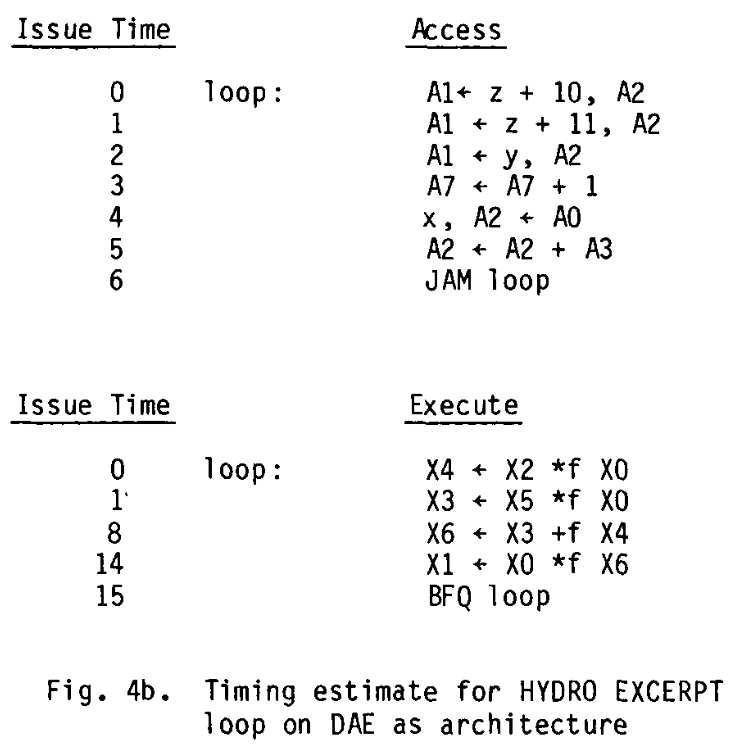 Issue Time Access
0 loop: A1← z + 10, A2
1 A1 ← z + 11, A2
2 A1 ← y, A2
3 A7 ← A7 + 1
4 x, A2 ← A0
5 A2 ← A2 + A3
6 JAM loop
Issue Time Execute
0 loop: X4 ← X2 *f X0
1 X3 ← X5 *f X0
8 X6 ← X3 +f X4
14 X1 ← X0 *f X6
15 BFQ loop
Fig. 4b. Timing estimate for HYDRO EXCERPT
loop on DAE as architecture